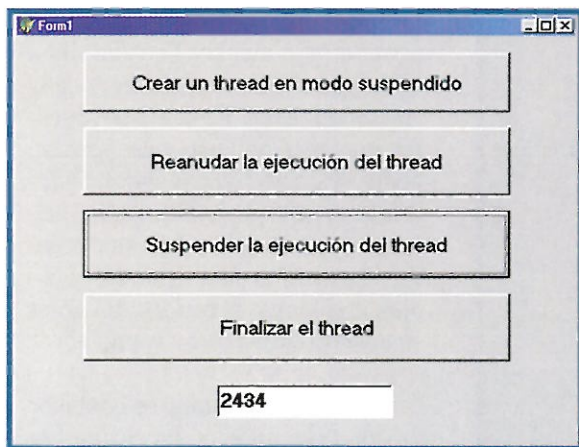 Form1
Crear un thread en modo suspendido
Reanudar la ejecución del thread
Suspender la ejecución del thread
Finalizar el thread
2434